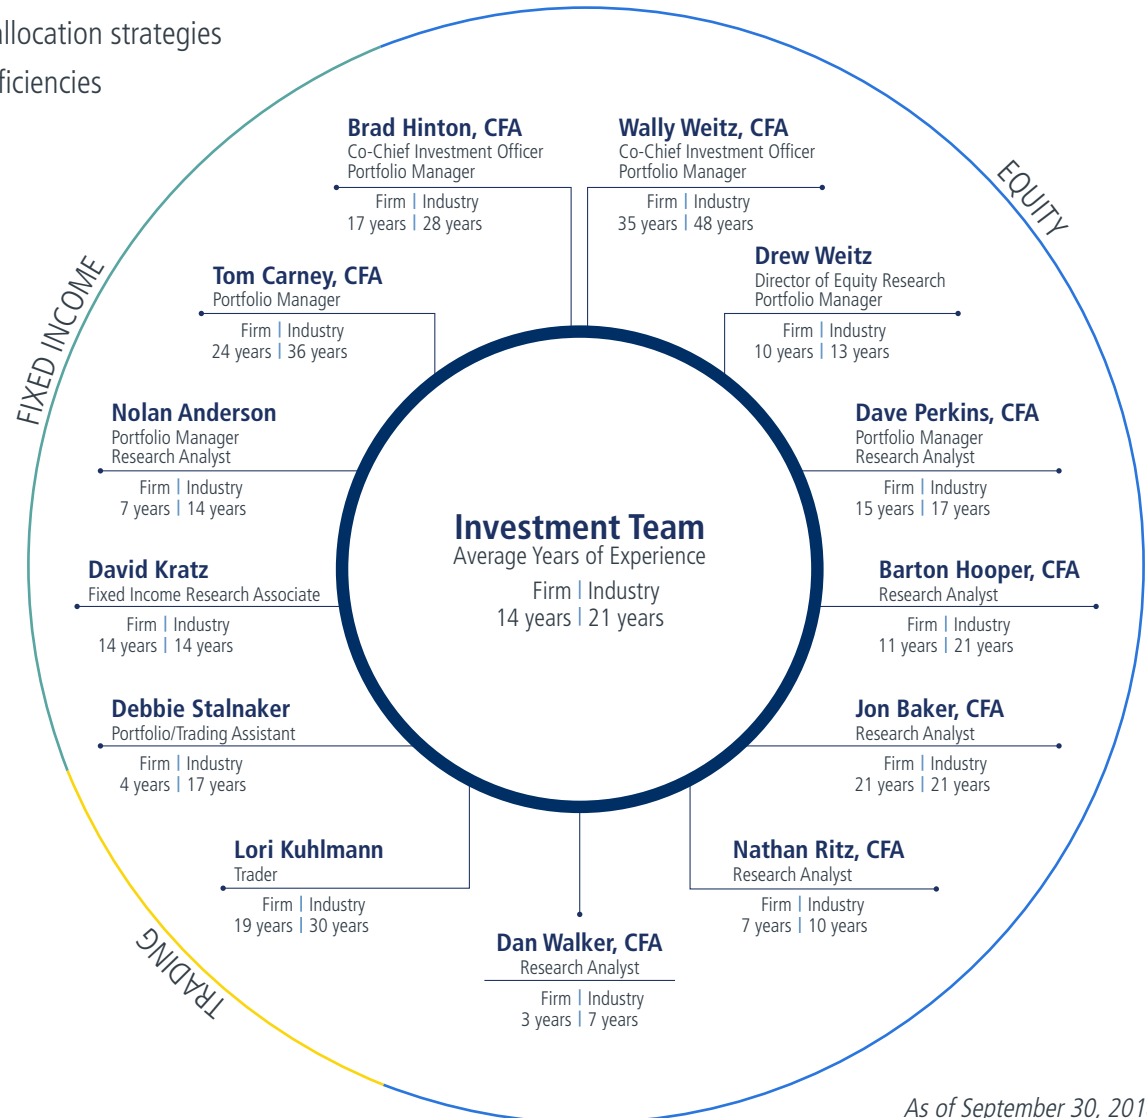 allocation strategies
Brad Hinton, CFA
Co-Chief Investment Officer
Portfolio Manager
Firm | Industry
17 years | 28 years
Wally Weitz, CFA
Co-Chief Investment Officer
Portfolio Manager
Firm | Industry
35 years | 48 years
EQUITY
Drew Weitz
Director of Equity Research
Portfolio Manager
Firm | Industry
10 years | 13 years
Tom Carney, CFA
Portfolio Manager
Firm | Industry
24 years | 36 years
FIXED INCOME
Nolan Anderson
Portfolio Manager
Research Analyst
Firm | Industry
7 years | 14 years
Dave Perkins, CFA
Portfolio Manager
Research Analyst
Firm | Industry
15 years | 17 years
Investment Team
Average Years of Experience
Firm | Industry
14 years | 21 years
David Kratz
Fixed Income Research Associate
Firm | Industry
14 years | 14 years
Barton Hooper, CFA
Research Analyst
Firm | Industry
11 years | 21 years
Debbie Stalnaker
Portfolio/Trading Assistant
Firm | Industry
4 years | 17 years
Jon Baker, CFA
Research Analyst
Firm | Industry
21 years | 21 years
Lori Kuhlmann
Trader
Firm | Industry
19 years | 30 years
Nathan Ritz, CFA
Research Analyst
Firm | Industry
7 years | 10 years
TRADING
Dan Walker, CFA
Research Analyst
Firm | Industry
3 years | 7 years
As of September 30, 201